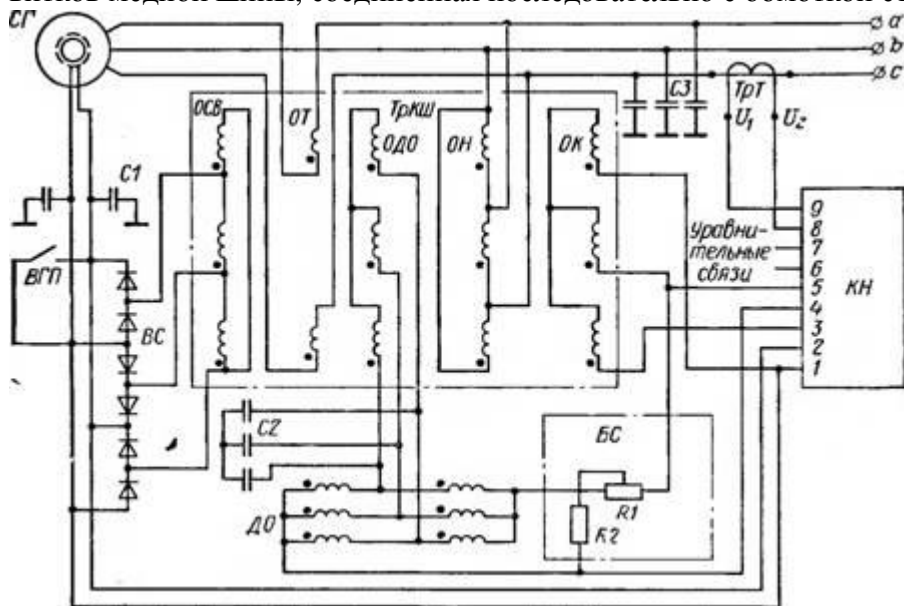 СГ
а
b
с
ОСВ
ОТ
ТрКШ
ОДО
ОН
ОК
С3
ТрТ
U1
U2
С1
ВГП
ВС
Уравни-
тельные
связи
9
8
7
6
5
4
3
2
1
КН
С2
БС
R1
R2
ДО